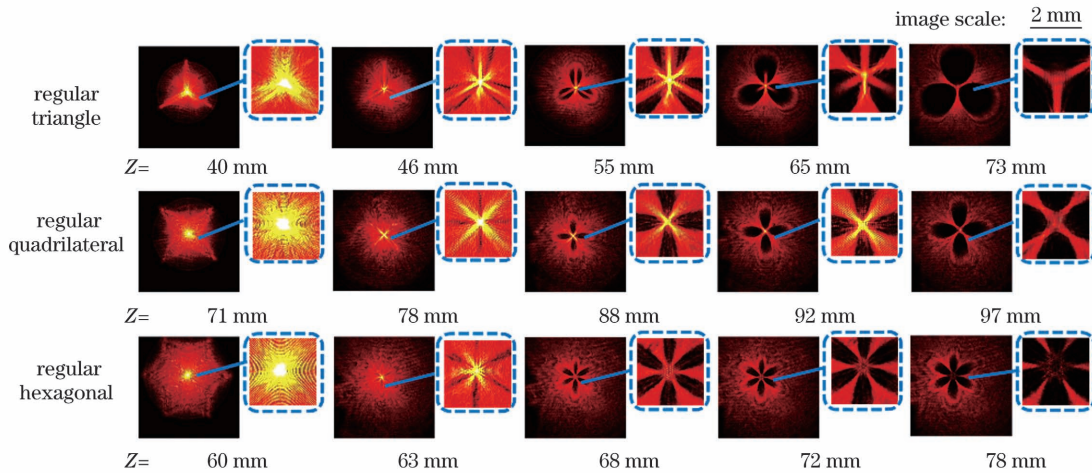 image scale: 2 mm
regular triangle
Z= 40 mm 46 mm 55 mm 65 mm 73 mm
regular quadrilateral
Z= 71 mm 78 mm 88 mm 92 mm 97 mm
regular hexagonal
Z= 60 mm 63 mm 68 mm 72 mm 78 mm